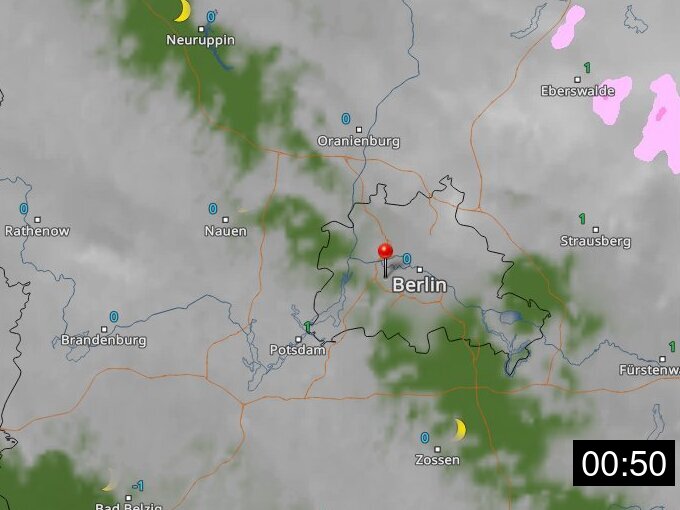 0
Neuruppin
1
Eberswalde
0
Oranienburg
0
Rathenow
0
Nauen
1
Strausberg
0
Berlin
0
Brandenburg
1
Potsdam
1
Fürstenwa
0
Zossen
00:50
-1
Bad Belzig